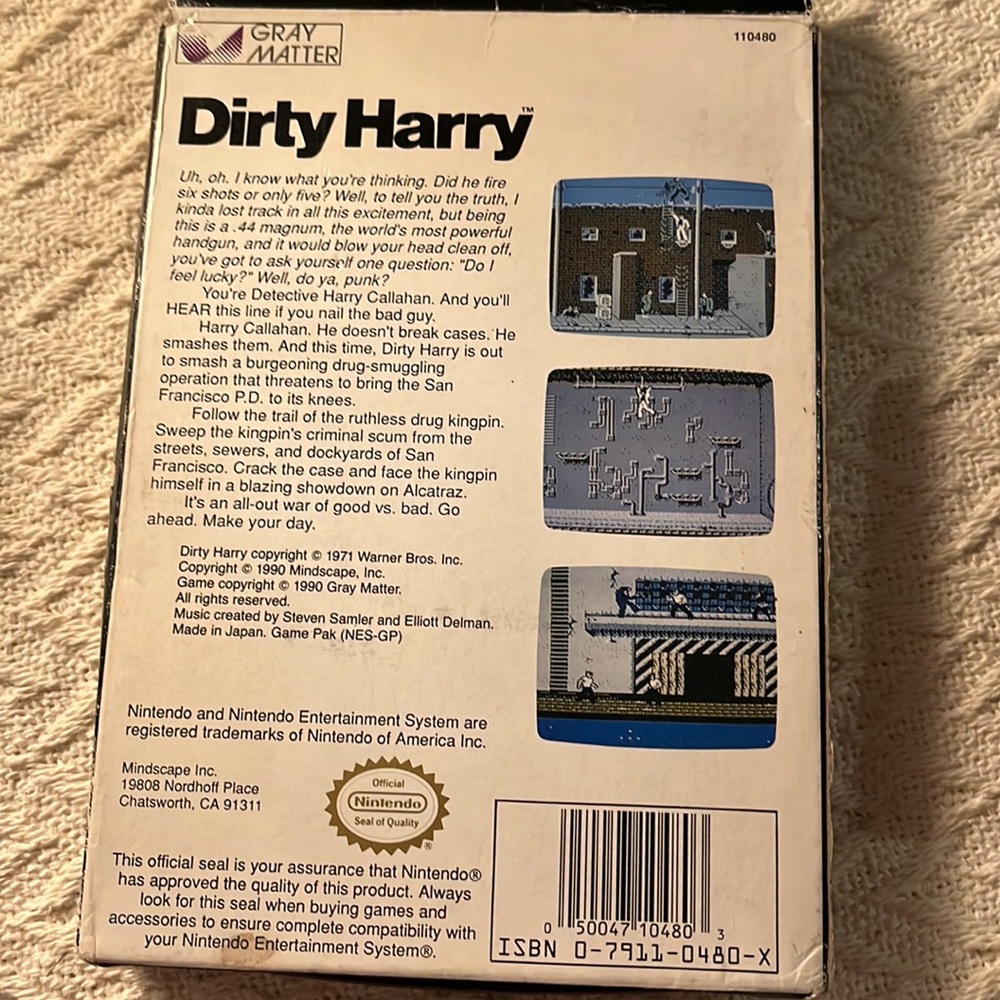 GRAY
MATTER
110480
Dirty Harry™
Uh, oh. I know what you're thinking. Did he fire
six shots or only five? Well, to tell you the truth, I
kinda lost track in all this excitement, but being
this is a .44 magnum, the world's most powerful
handgun, and it would blow your head clean off,
you've got to ask yourself one question: "Do I
feel lucky?" Well, do ya, punk?
You're Detective Harry Callahan. And you'll
HEAR this line if you nail the bad guy.
Harry Callahan. He doesn't break cases. He
smashes them. And this time, Dirty Harry is out
to smash a burgeoning drug-smuggling
operation that threatens to bring the San
Francisco P.D. to its knees.
Follow the trail of the ruthless drug kingpin.
Sweep the kingpin's criminal scum from the
streets, sewers, and dockyards of San
Francisco. Crack the case and face the kingpin
himself in a blazing showdown on Alcatraz.
It's an all-out war of good vs. bad. Go
ahead. Make your day.
Dirty Harry copyright © 1971 Warner Bros. Inc.
Copyright © 1990 Mindscape, Inc.
Game copyright © 1990 Gray Matter.
All rights reserved.
Music created by Steven Samler and Elliott Delman.
Made in Japan. Game Pak (NES-GP)
Nintendo and Nintendo Entertainment System are
registered trademarks of Nintendo of America Inc.
Mindscape Inc.
19808 Nordhoff Place
Chatsworth, CA 91311
Official
Nintendo
Seal of Quality
®
This official seal is your assurance that Nintendo®
has approved the quality of this product. Always
look for this seal when buying games and
accessories to ensure complete compatibility with
your Nintendo Entertainment System®.
0 50047 10480 3
ISBN 0-7911-0480-X